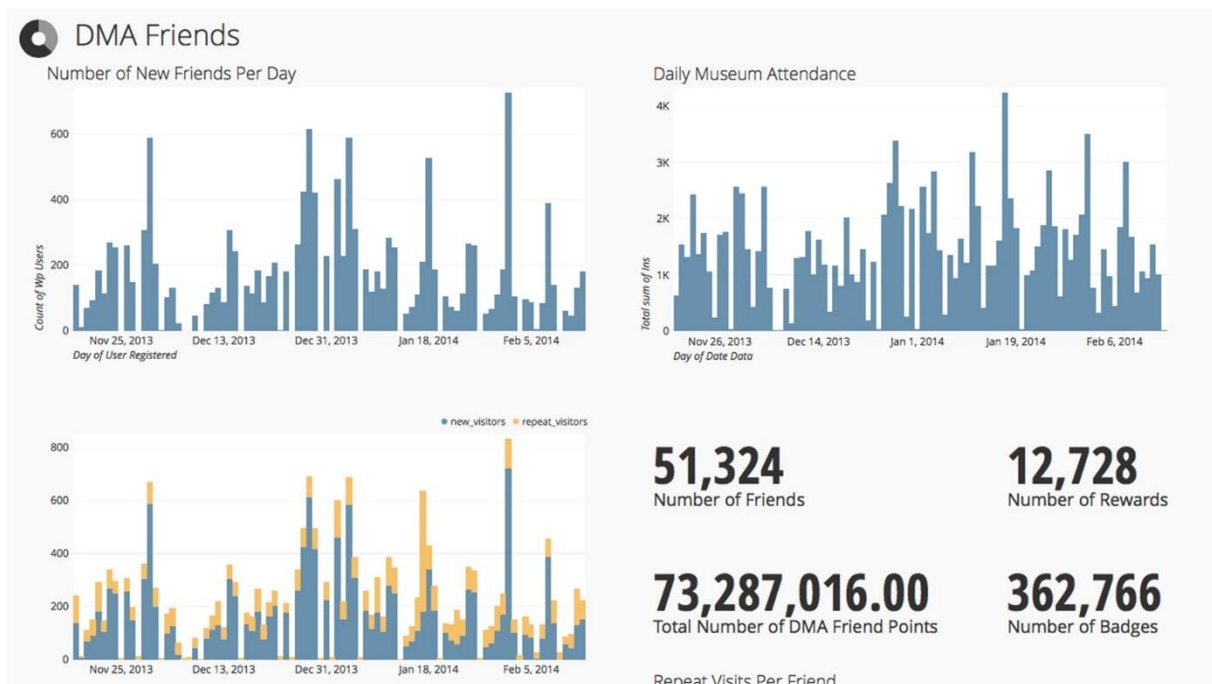 DMA Friends
Number of New Friends Per Day
600
400
200
0
Count of Wp Users
Nov 25, 2013 Dec 13, 2013 Dec 31, 2013 Jan 18, 2014 Feb 5, 2014
Day of User Registered
Daily Museum Attendance
4K
3K
2K
1K
0
Total sum of Ins
Nov 26, 2013 Dec 14, 2013 Jan 1, 2014 Jan 19, 2014 Feb 6, 2014
Day of Date Data
new_visitors repeat_visitors
800
600
400
200
0
Nov 25, 2013 Dec 13, 2013 Dec 31, 2013 Jan 18, 2014 Feb 5, 2014
51,324
Number of Friends
12,728
Number of Rewards
73,287,016.00
Total Number of DMA Friend Points
362,766
Number of Badges
Repeat Visits Per Friend